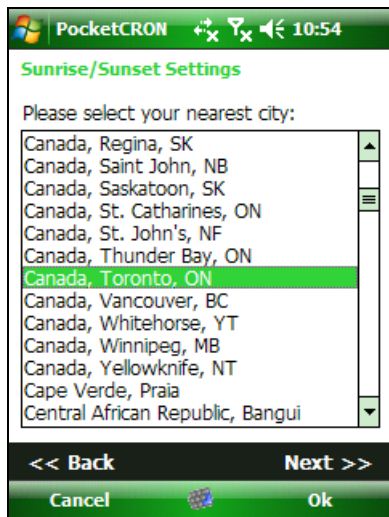 PocketCRON 10:54
Sunrise/Sunset Settings
Please select your nearest city:
Canada, Regina, SK
Canada, Saint John, NB
Canada, Saskatoon, SK
Canada, St. Catharines, ON
Canada, St. John's, NF
Canada, Thunder Bay, ON
Canada, Toronto, ON
Canada, Vancouver, BC
Canada, Whitehorse, YT
Canada, Winnipeg, MB
Canada, Yellowknife, NT
Cape Verde, Praia
Central African Republic, Bangui
<< Back Next >>
Cancel Ok